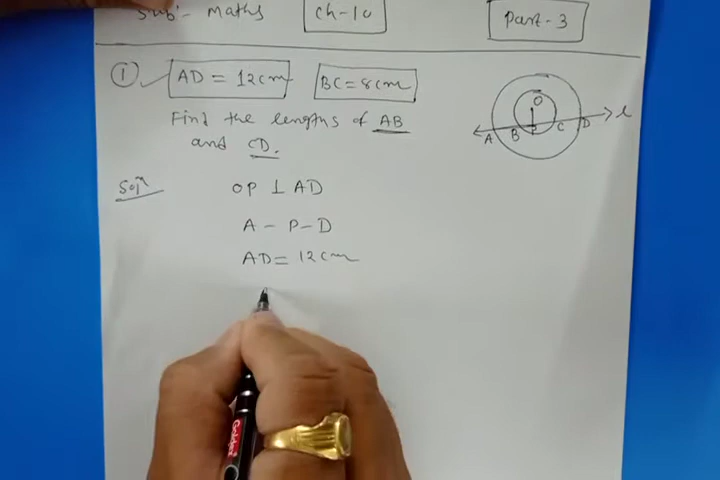 Sub:- Maths Ch-10 Part-3
① AD = 12cm BC = 8cm
Find the lengths of AB
and CD.
O
l
A B P C D
Solⁿ OP ⊥ AD
A - P - D
AD = 12cm